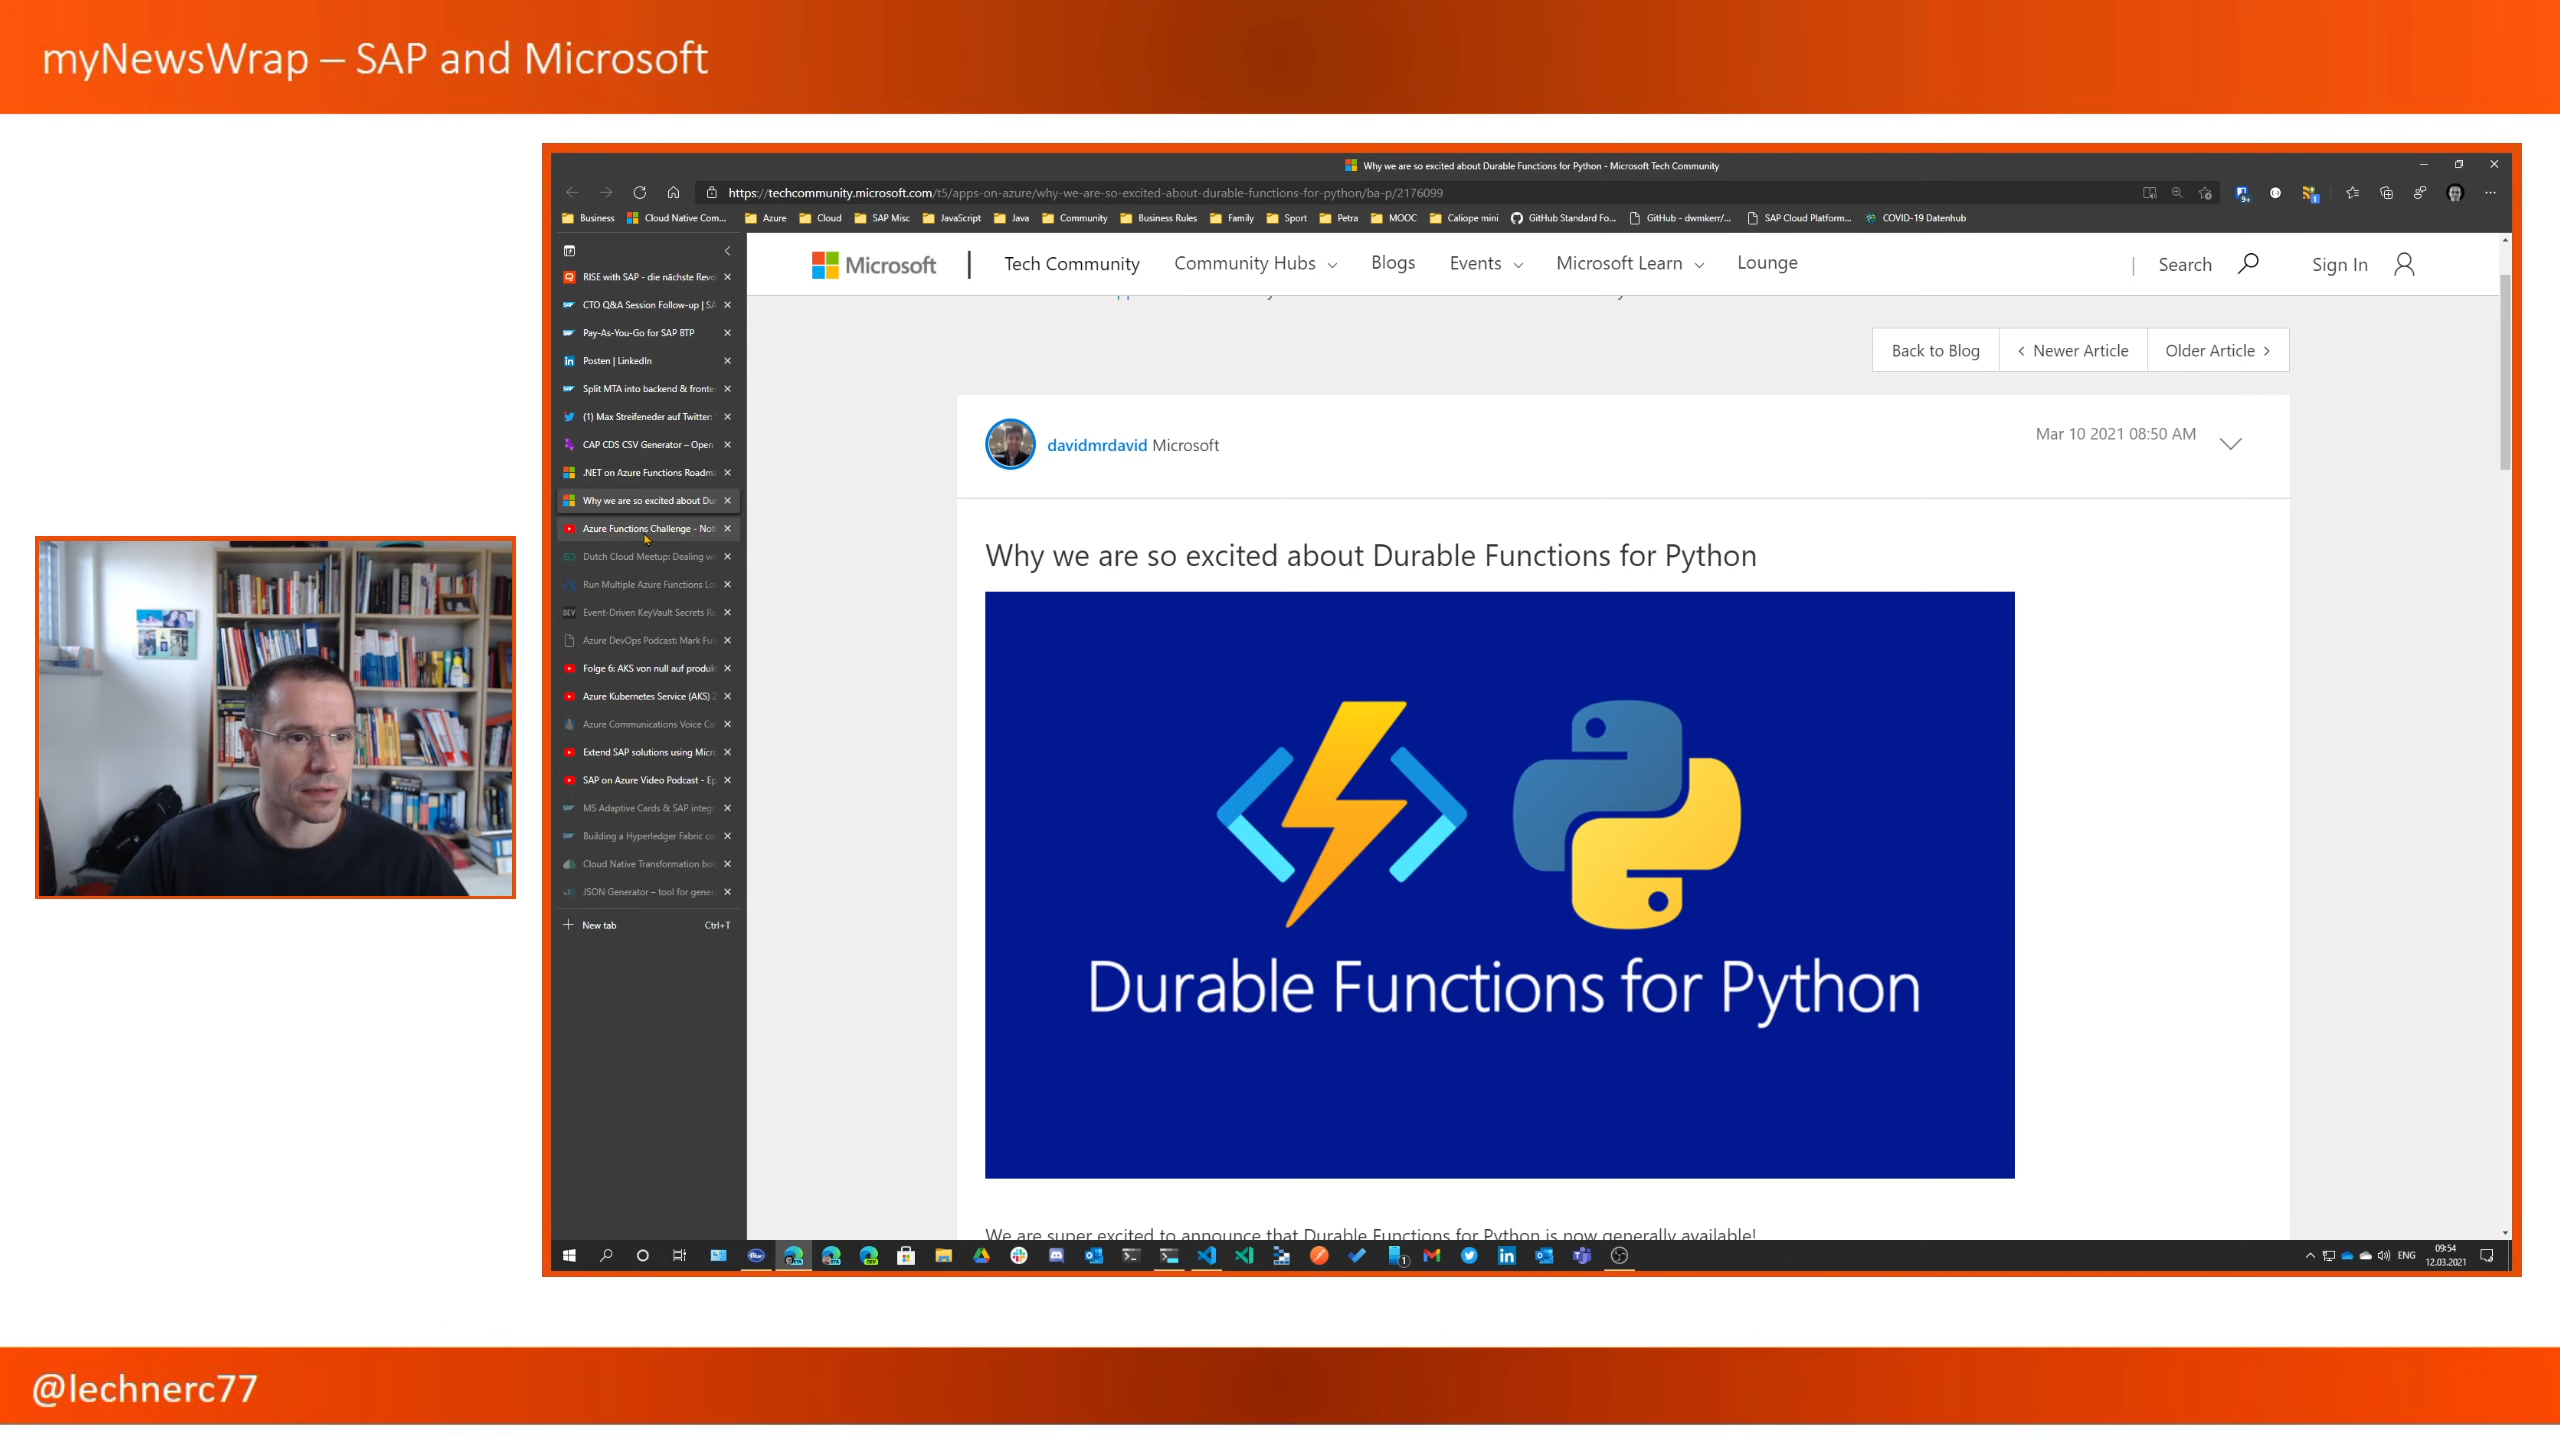 myNewsWrap – SAP and Microsoft
Why we are so excited about Durable Functions for Python - Microsoft Tech Community
https://techcommunity.microsoft.com/t5/apps-on-azure/why-we-are-so-excited-about-durable-functions-for-python/ba-p/2176099
Business
Cloud Native Com...
Azure
Cloud
SAP Misc
JavaScript
Java
Community
Business Rules
Family
Sport
Petra
MOOC
Caliope mini
GitHub Standard Fo...
GitHub - dwmkerr/...
SAP Cloud Platform...
COVID-19 Datenhub
RISE with SAP - die nächste Revo
CTO Q&A Session Follow-up | SA
Pay-As-You-Go for SAP BTP
Posten | LinkedIn
Split MTA into backend & fronte
(1) Max Streifeneder auf Twitter:
CAP CDS CSV Generator – Open
.NET on Azure Functions Roadma
Why we are so excited about Du
Azure Functions Challenge - Not
Dutch Cloud Meetup: Dealing w
Run Multiple Azure Functions Lo
Event-Driven KeyVault Secrets Ro
Azure DevOps Podcast: Mark Fus
Folge 6: AKS von null auf produk
Azure Kubernetes Service (AKS)
Azure Communications Voice Ca
Extend SAP solutions using Micro
SAP on Azure Video Podcast - Ep
MS Adaptive Cards & SAP integr
Building a Hyperledger Fabric co
Cloud Native Transformation bo
JSON Generator – tool for gener
New tab Ctrl+T
Microsoft
Tech Community
Community Hubs
Blogs
Events
Microsoft Learn
Lounge
Search
Sign In
Back to Blog
Newer Article
Older Article
davidmrdavid Microsoft
Mar 10 2021 08:50 AM
Why we are so excited about Durable Functions for Python
Durable Functions for Python
We are super excited to announce that Durable Functions for Python is now generally available!
ENG
09:54
12.03.2021
@lechnerc77